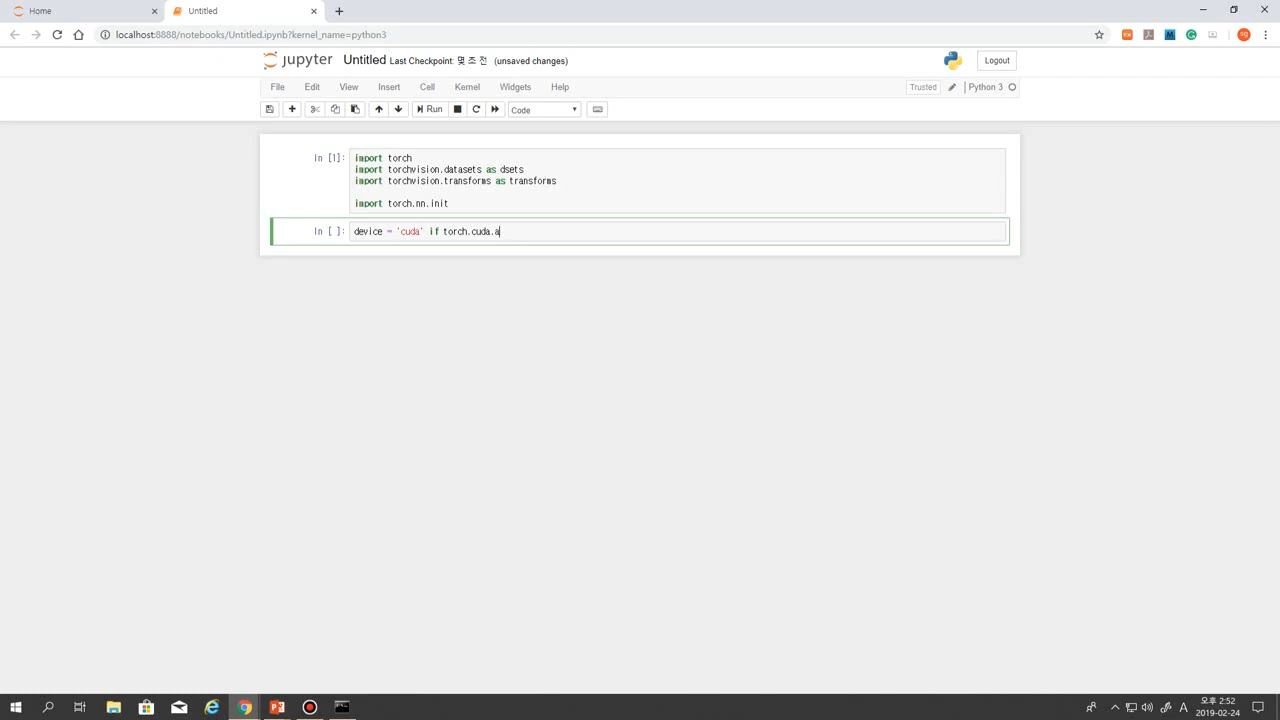 Home
Untitled
localhost:8888/notebooks/Untitled.ipynb?kernel_name=python3
jupyter Untitled Last Checkpoint: 몇 초 전 (unsaved changes)
Logout
File Edit View Insert Cell Kernel Widgets Help
Trusted
Python 3
Run
Code
In [1]:
import torch
import torchvision.datasets as dsets
import torchvision.transforms as transforms
import torch.nn.init
In [ ]:
device = 'cuda' if torch.cuda.a
A
오후 2:52
2019-02-24